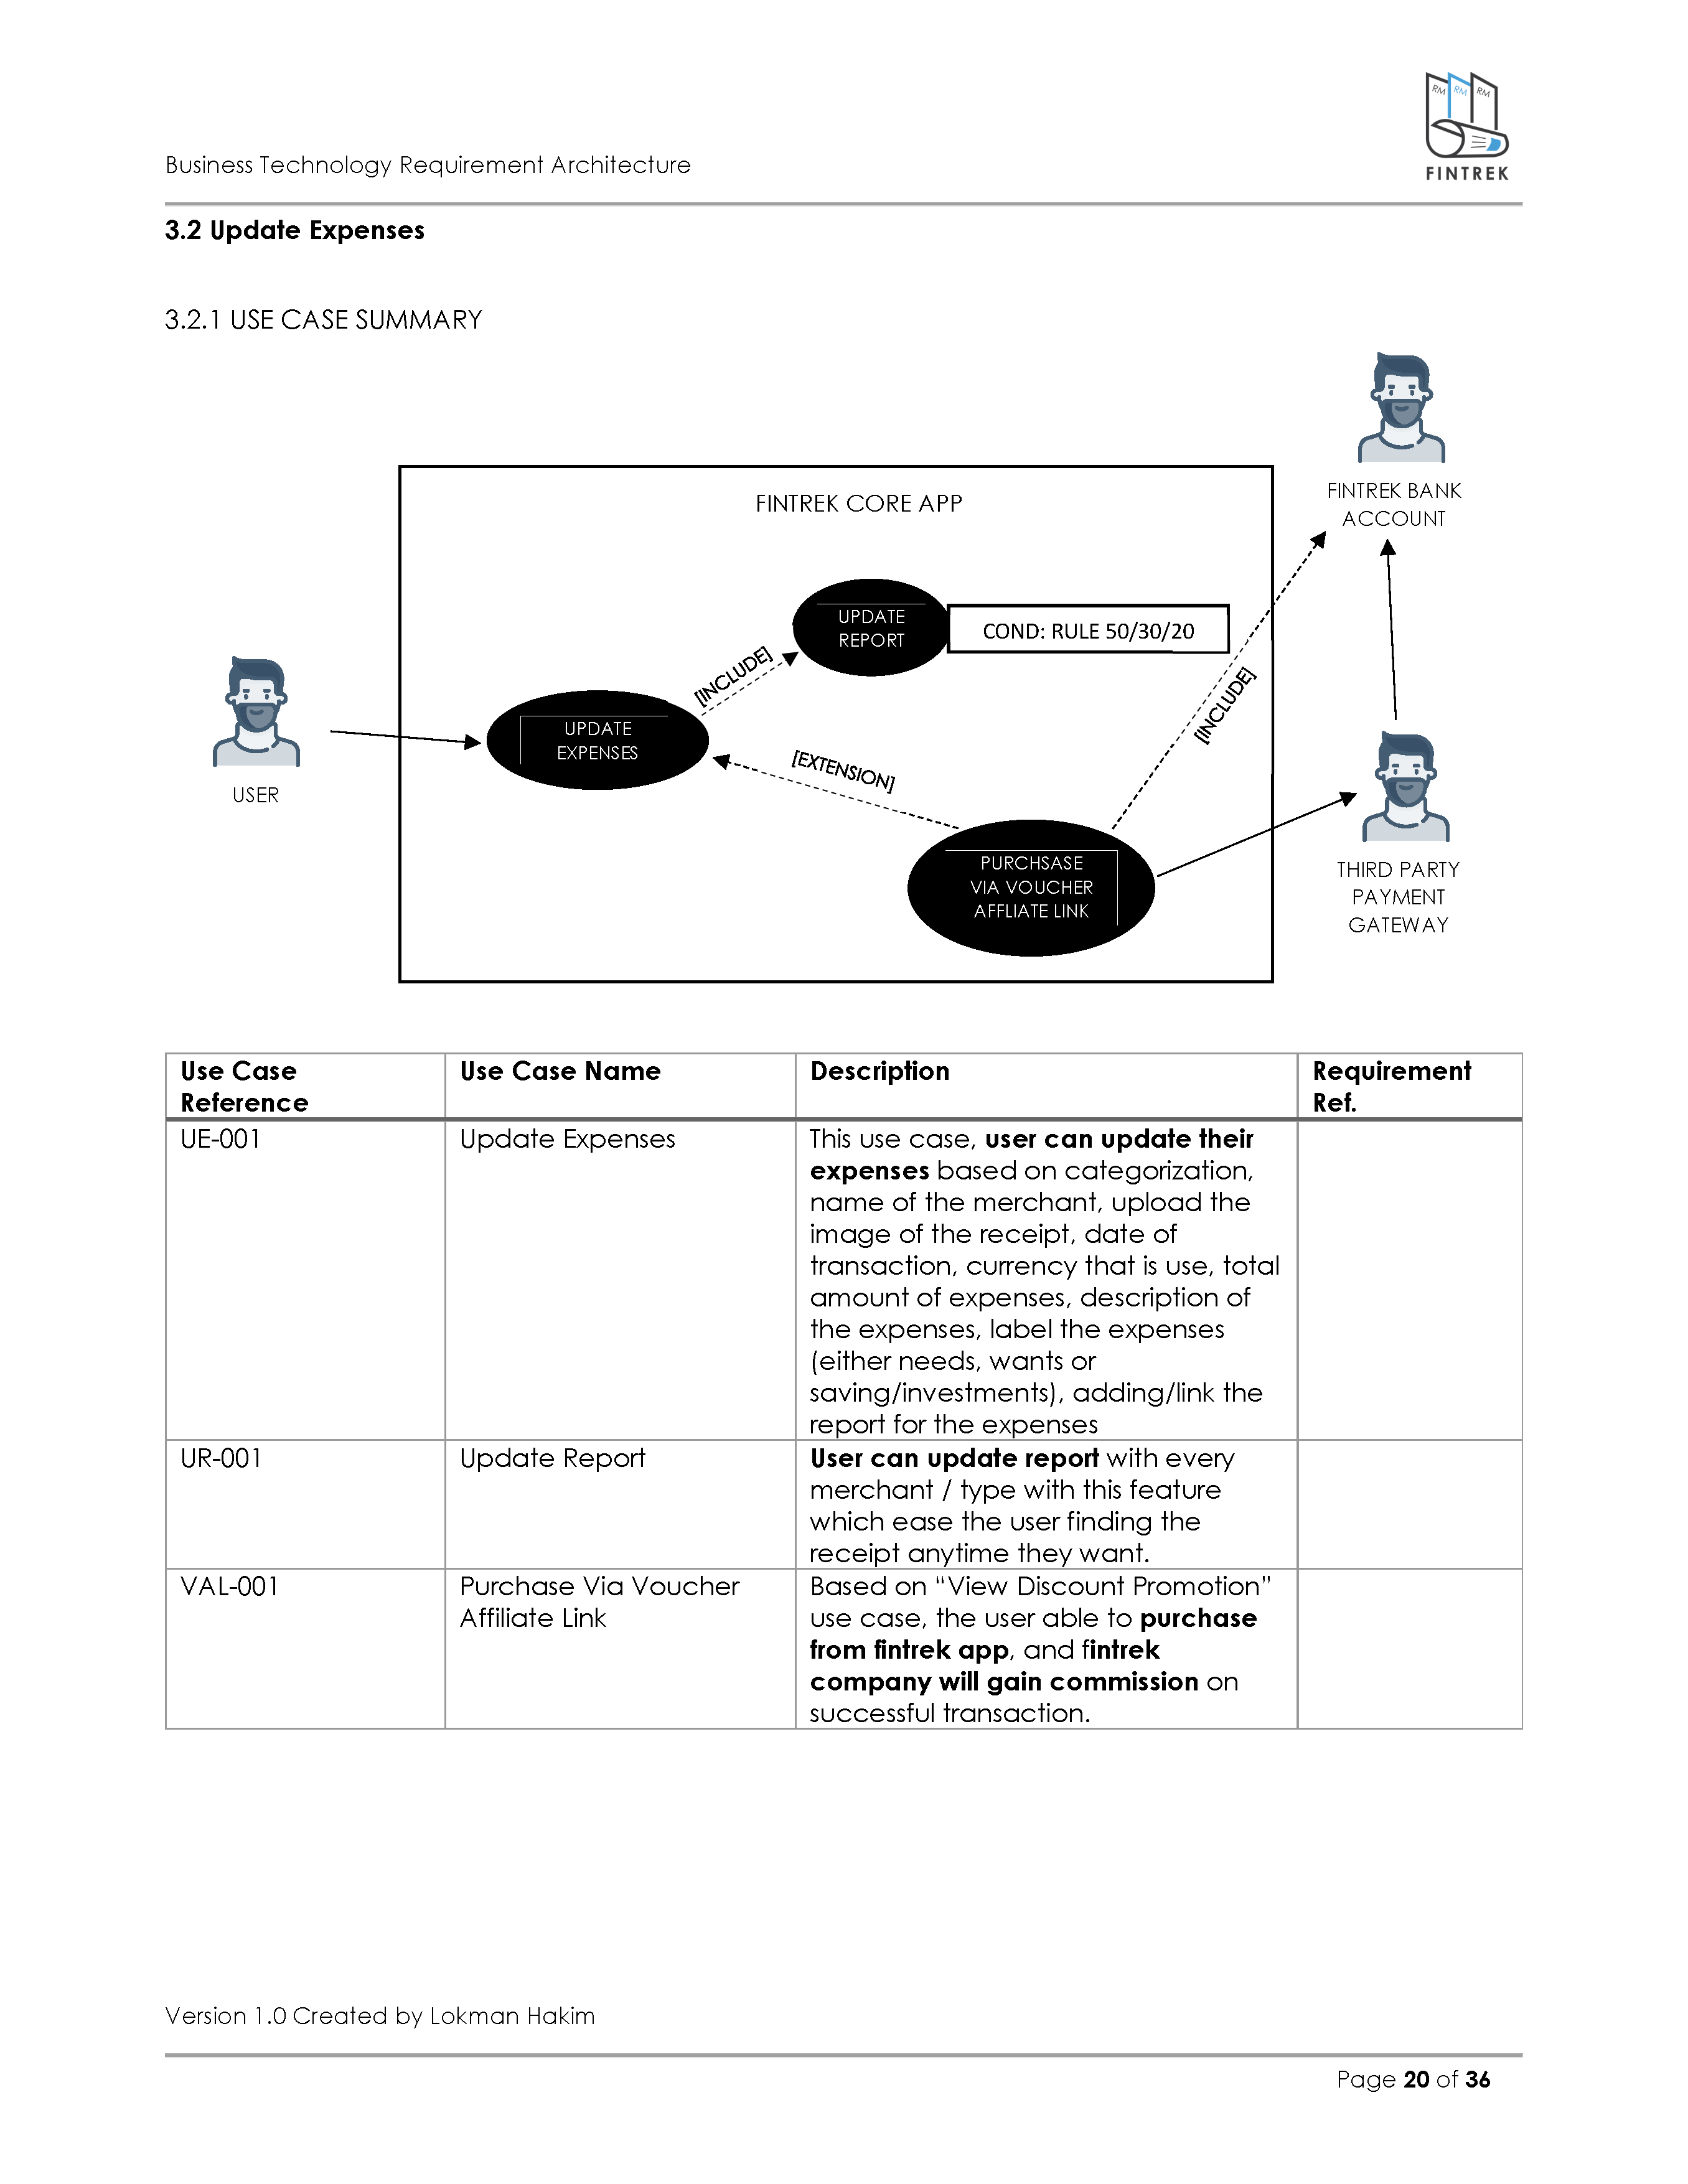 RM RM RM
FINTREK
Business Technology Requirement Architecture
3.2 Update Expenses
3.2.1 USE CASE SUMMARY
FINTREK BANK
ACCOUNT
FINTREK CORE APP
UPDATE
REPORT
COND: RULE 50/30/20
[INCLUDE]
[INCLUDE]
UPDATE
EXPENSES
[EXTENSION]
USER
PURCHSASE
VIA VOUCHER
AFFLIATE LINK
THIRD PARTY
PAYMENT
GATEWAY
Use Case
Reference
Use Case Name
Description
Requirement
Ref.
UE-001
Update Expenses
This use case, user can update their
expenses based on categorization,
name of the merchant, upload the
image of the receipt, date of
transaction, currency that is use, total
amount of expenses, description of
the expenses, label the expenses
(either needs, wants or
saving/investments), adding/link the
report for the expenses
UR-001
Update Report
User can update report with every
merchant / type with this feature
which ease the user finding the
receipt anytime they want.
VAL-001
Purchase Via Voucher
Affiliate Link
Based on “View Discount Promotion”
use case, the user able to purchase
from fintrek app, and fintrek
company will gain commission on
successful transaction.
Version 1.0 Created by Lokman Hakim
Page 20 of 36